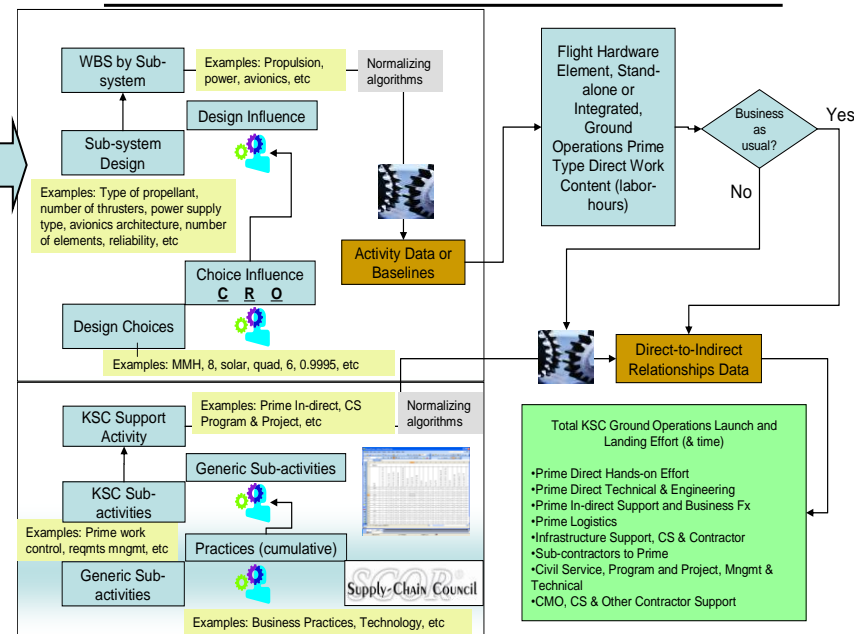 WBS by Sub-
system
Examples: Propulsion,
power, avionics, etc
Normalizing
algorithms
Design Influence
Sub-system
Design
Examples: Type of propellant,
number of thrusters, power supply
type, avionics architecture, number
of elements, reliability, etc
Activity Data or
Baselines
Choice Influence
C R O
Design Choices
Examples: MMH, 8, solar, quad, 6, 0.9995, etc
Flight Hardware
Element, Stand-
alone or
Integrated,
Ground
Operations Prime
Type Direct Work
Content (labor-
hours)
Business
as
usual?
Yes
No
Direct-to-Indirect
Relationships Data
KSC Support
Activity
Examples: Prime In-direct, CS
Program & Project, etc
Normalizing
algorithms
Generic Sub-activities
KSC Sub-
activities
Examples: Prime work
control, reqmts mngmt, etc
Practices (cumulative)
Generic Sub-
activities
SCOR®
Supply-Chain Council
Examples: Business Practices, Technology, etc
Total KSC Ground Operations Launch and
Landing Effort (& time)
•Prime Direct Hands-on Effort
•Prime Direct Technical & Engineering
•Prime In-direct Support and Business Fx
•Prime Logistics
•Infrastructure Support, CS & Contractor
•Sub-contractors to Prime
•Civil Service, Program and Project, Mngmt &
Technical
•CMO, CS & Other Contractor Support